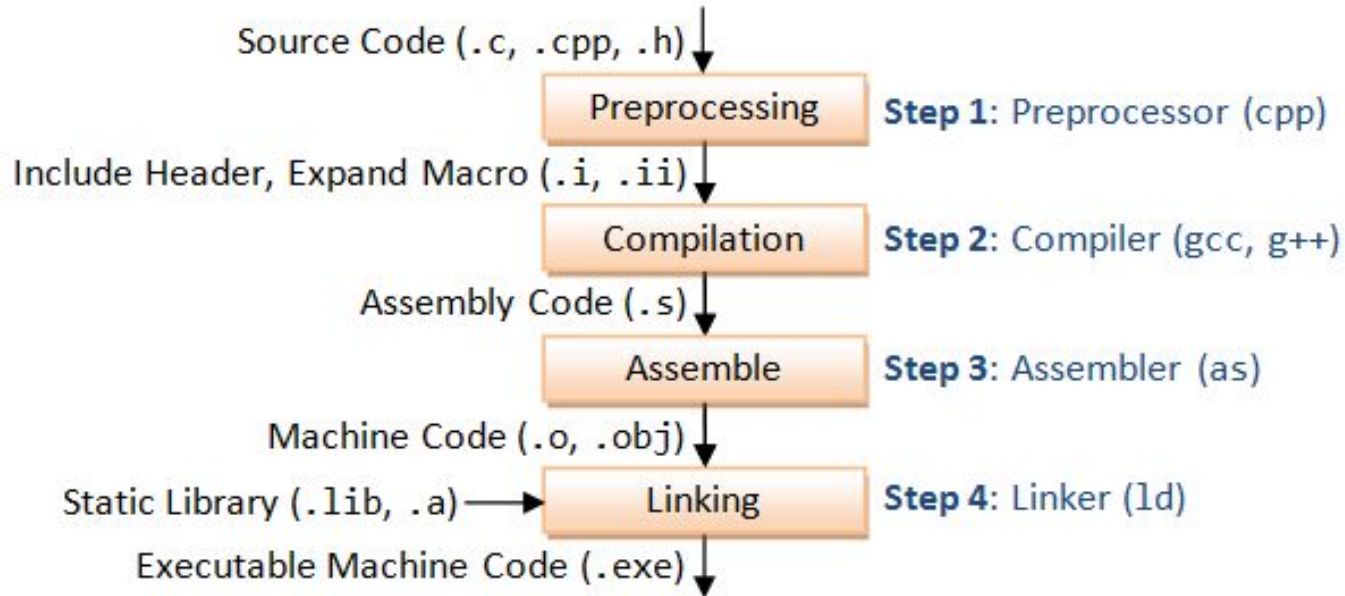 Source Code (.c, .cpp, .h)
Preprocessing
Step 1: Preprocessor (cpp)
Include Header, Expand Macro (.i, .ii)
Compilation
Step 2: Compiler (gcc, g++)
Assembly Code (.s)
Assemble
Step 3: Assembler (as)
Machine Code (.o, .obj)
Static Library (.lib, .a)
Linking
Step 4: Linker (ld)
Executable Machine Code (.exe)